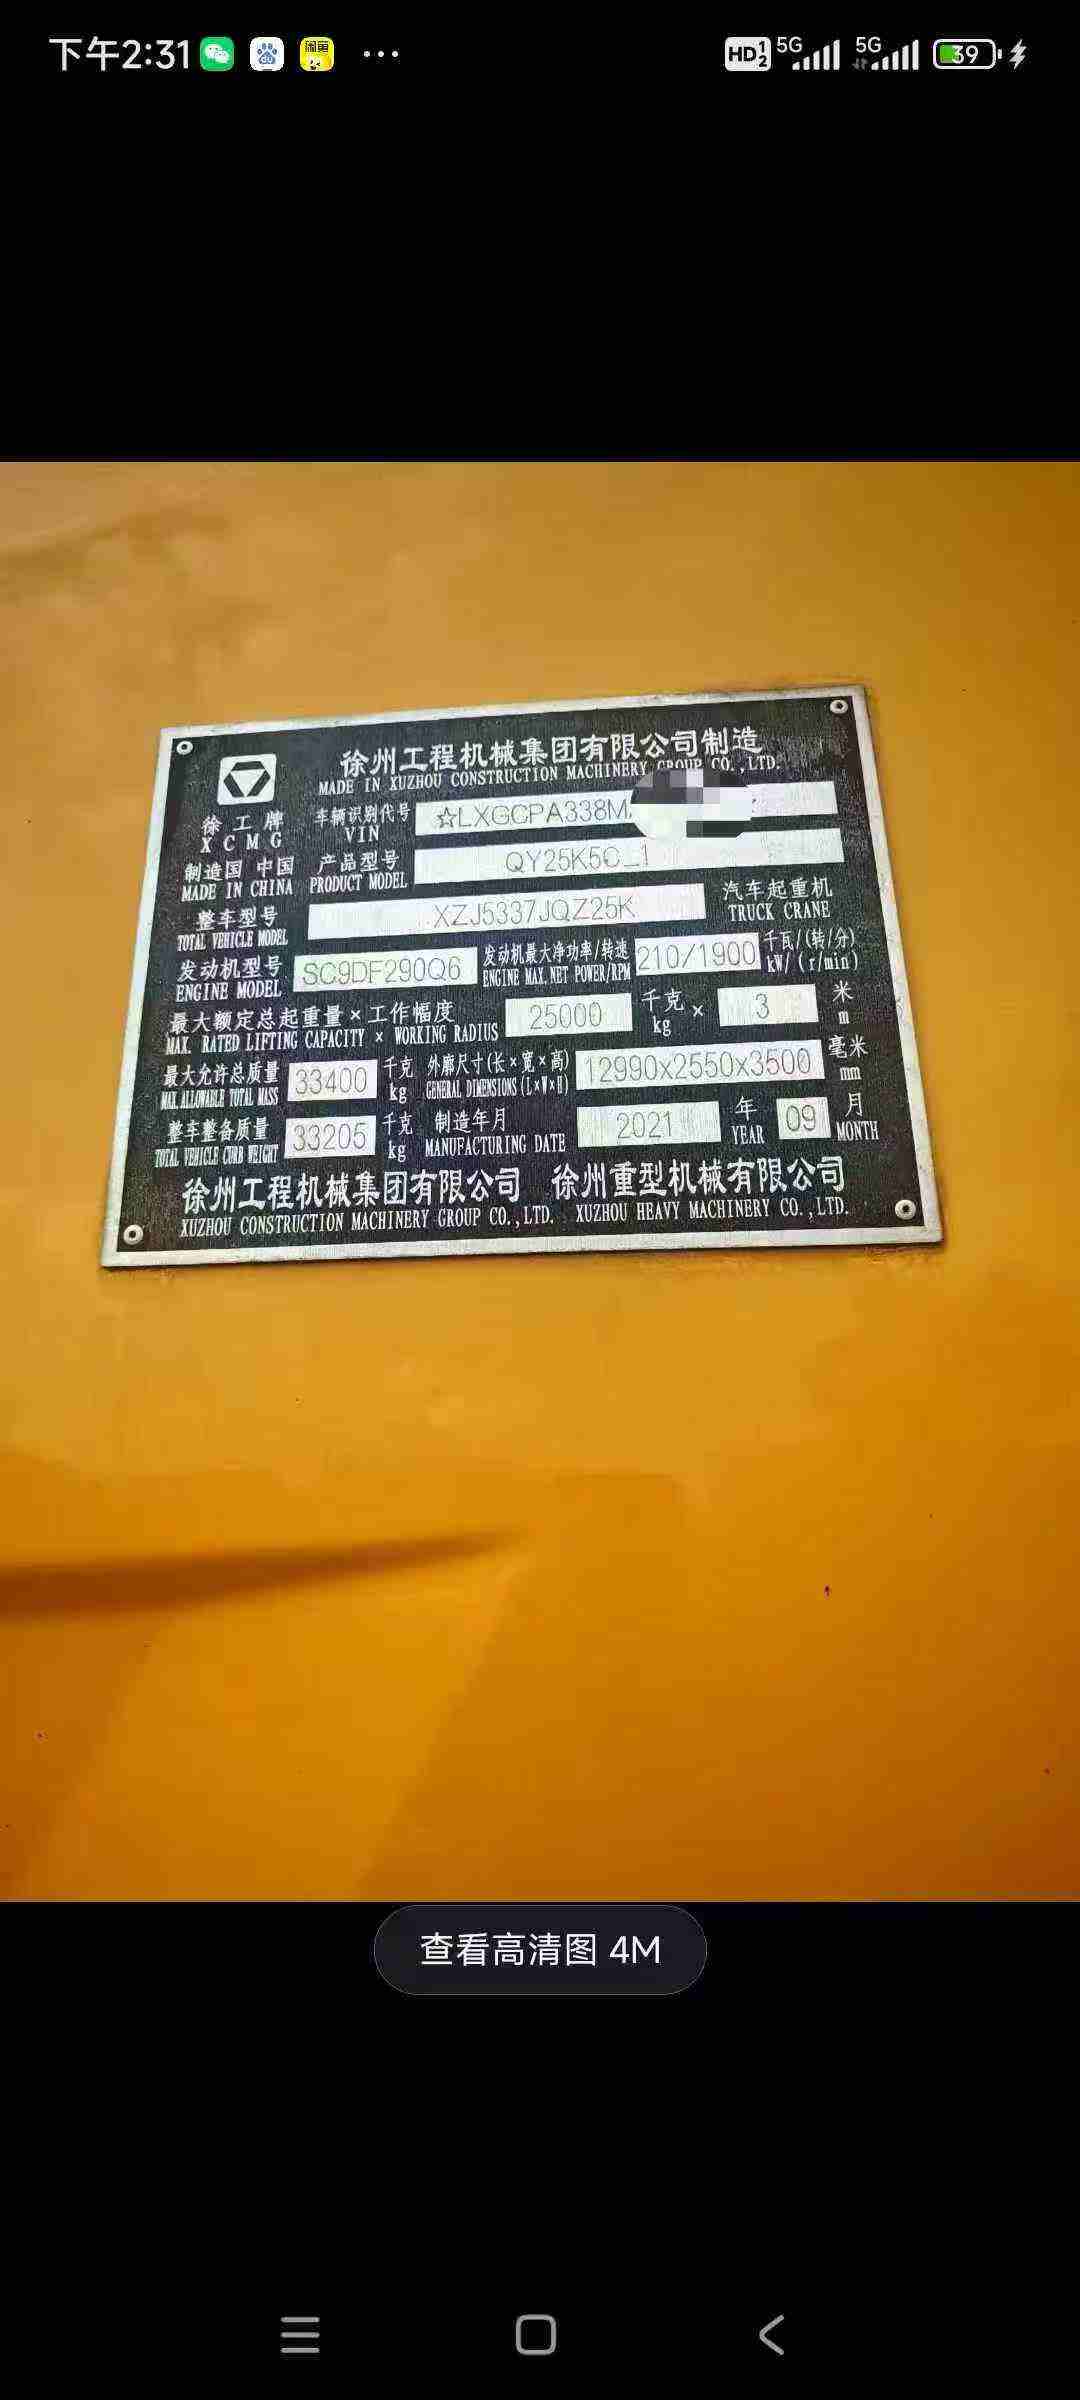 下午2:31 du 闲鱼 ... HD 1 2 5G 5G 39
徐州工程机械集团有限公司制造
MADE IN XUZHOU CONSTRUCTION MACHINERY GROUP CO.,LTD.
徐工牌 车辆识别代号 ☆LXGCPA338M
XCMG VIN
制造国 中国 产品型号 QY25K5C_1
MADE IN CHINA PRODUCT MODEL
整车型号 XZJ5337JQZ25K 汽车起重机
TOTAL VEHICLE MODEL TRUCK CRANE
发动机型号 SC9DF290Q6 发动机最大净功率/转速 210/1900 千瓦/(转/分)
ENGINE MODEL ENGINE MAX. NET POWER/RPM kW/(r/min)
最大额定总起重量×工作幅度 25000 千克 × 3 米
MAX. RATED LIFTING CAPACITY × WORKING RADIUS kg m
最大允许总质量 33400 千克 外廓尺寸(长×宽×高) 12990x2550x3500 毫米
MAX.ALLOWABLE TOTAL MASS kg GENERAL DIMENSIONS(L×W×H) mm
整车整备质量 33205 千克 制造年月 2021 年 09 月
TOTAL VEHICLE CURB WEIGHT kg MANUFACTURING DATE YEAR MONTH
徐州工程机械集团有限公司 徐州重型机械有限公司
XUZHOU CONSTRUCTION MACHINERY GROUP CO.,LTD. XUZHOU HEAVY MACHINERY CO.,LTD.
查看高清图 4M